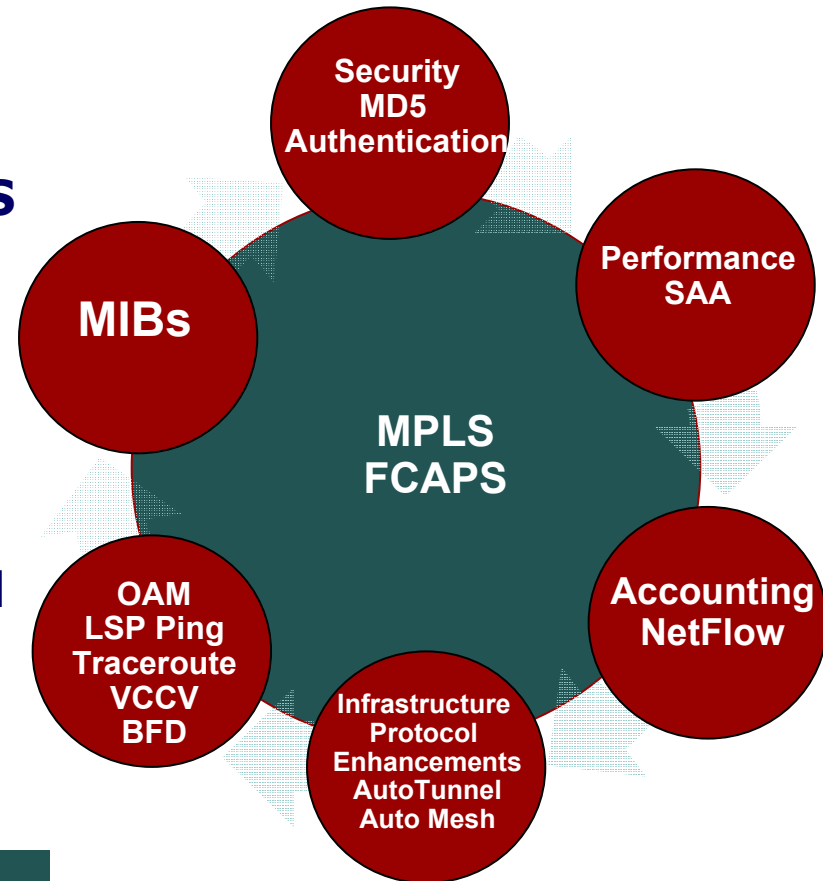 Security
MD5
Authentication
s
Performance
SAA
MIBs
MPLS
FCAPS
Accounting
NetFlow
OAM
LSP Ping
Traceroute
VCCV
BFD
Infrastructure
Protocol
Enhancements
AutoTunnel
Auto Mesh